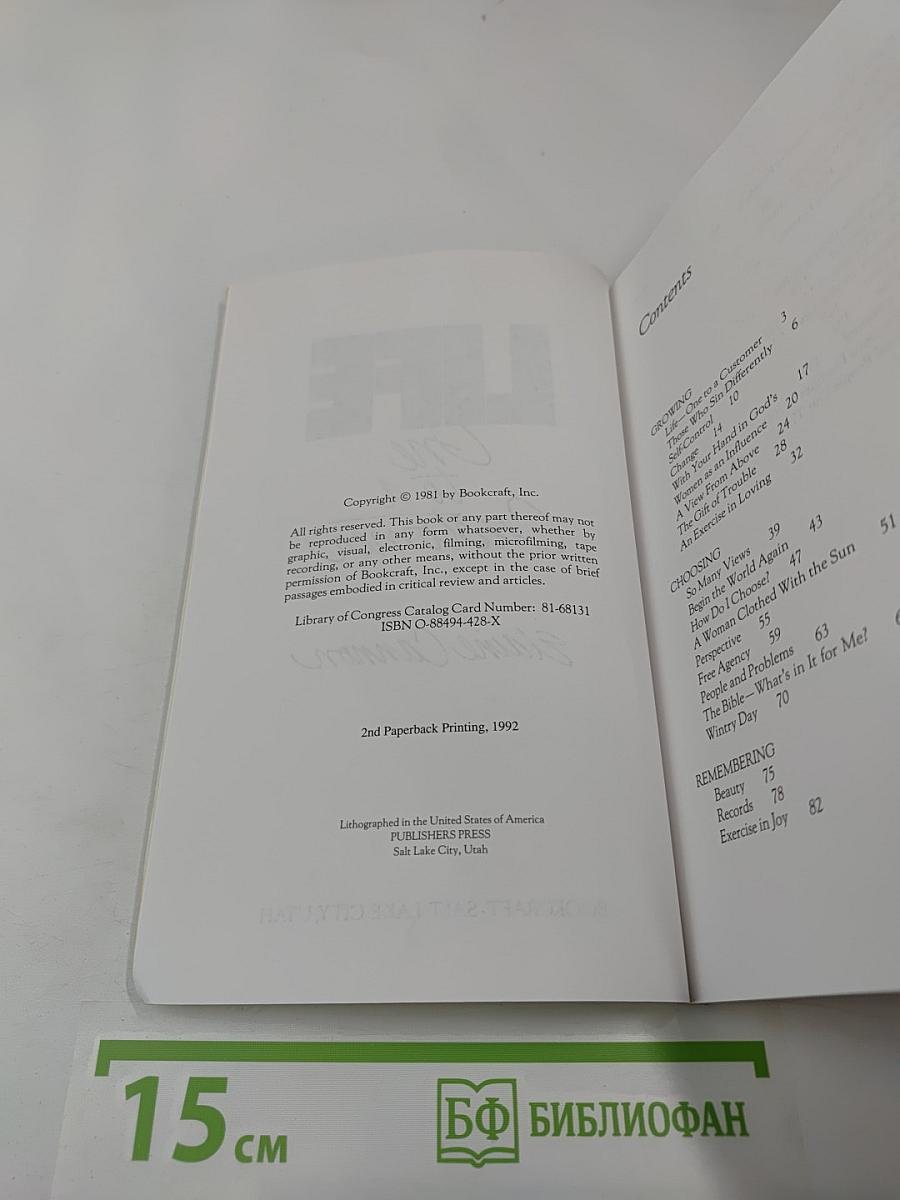 Copyright © 1981 by Bookcraft, Inc.
All rights reserved. This book or any part thereof may not
be reproduced in any form whatsoever, whether by
graphic, visual, electronic, filming, microfilming, tape
recording, or any other means, without the prior written
permission of Bookcraft, Inc., except in the case of brief
passages embodied in critical review and articles.
Library of Congress Catalog Card Number: 81-68131
ISBN O-88494-428-X
2nd Paperback Printing, 1992
Lithographed in the United States of America
PUBLISHERS PRESS
Salt Lake City, Utah
Contents
GROWING
Life—One to a Customer 3
Those Who Sin Differently 6
Self-Control 10
Change 14
With Your Hand in God's 17
Women as an Influence 20
A View From Above 24
The Gift of Trouble 28
An Exercise in Loving 32
CHOOSING
So Many Views 39
Begin the World Again 43
How Do I Choose? 47
A Woman Clothed With the Sun 51
Perspective 55
Free Agency 59
People and Problems 63
The Bible—What's in It for Me?
Wintry Day 70
REMEMBERING
Beauty 75
Records 78
Exercise in Joy 82
15 см
БФ БИБЛИОФАН